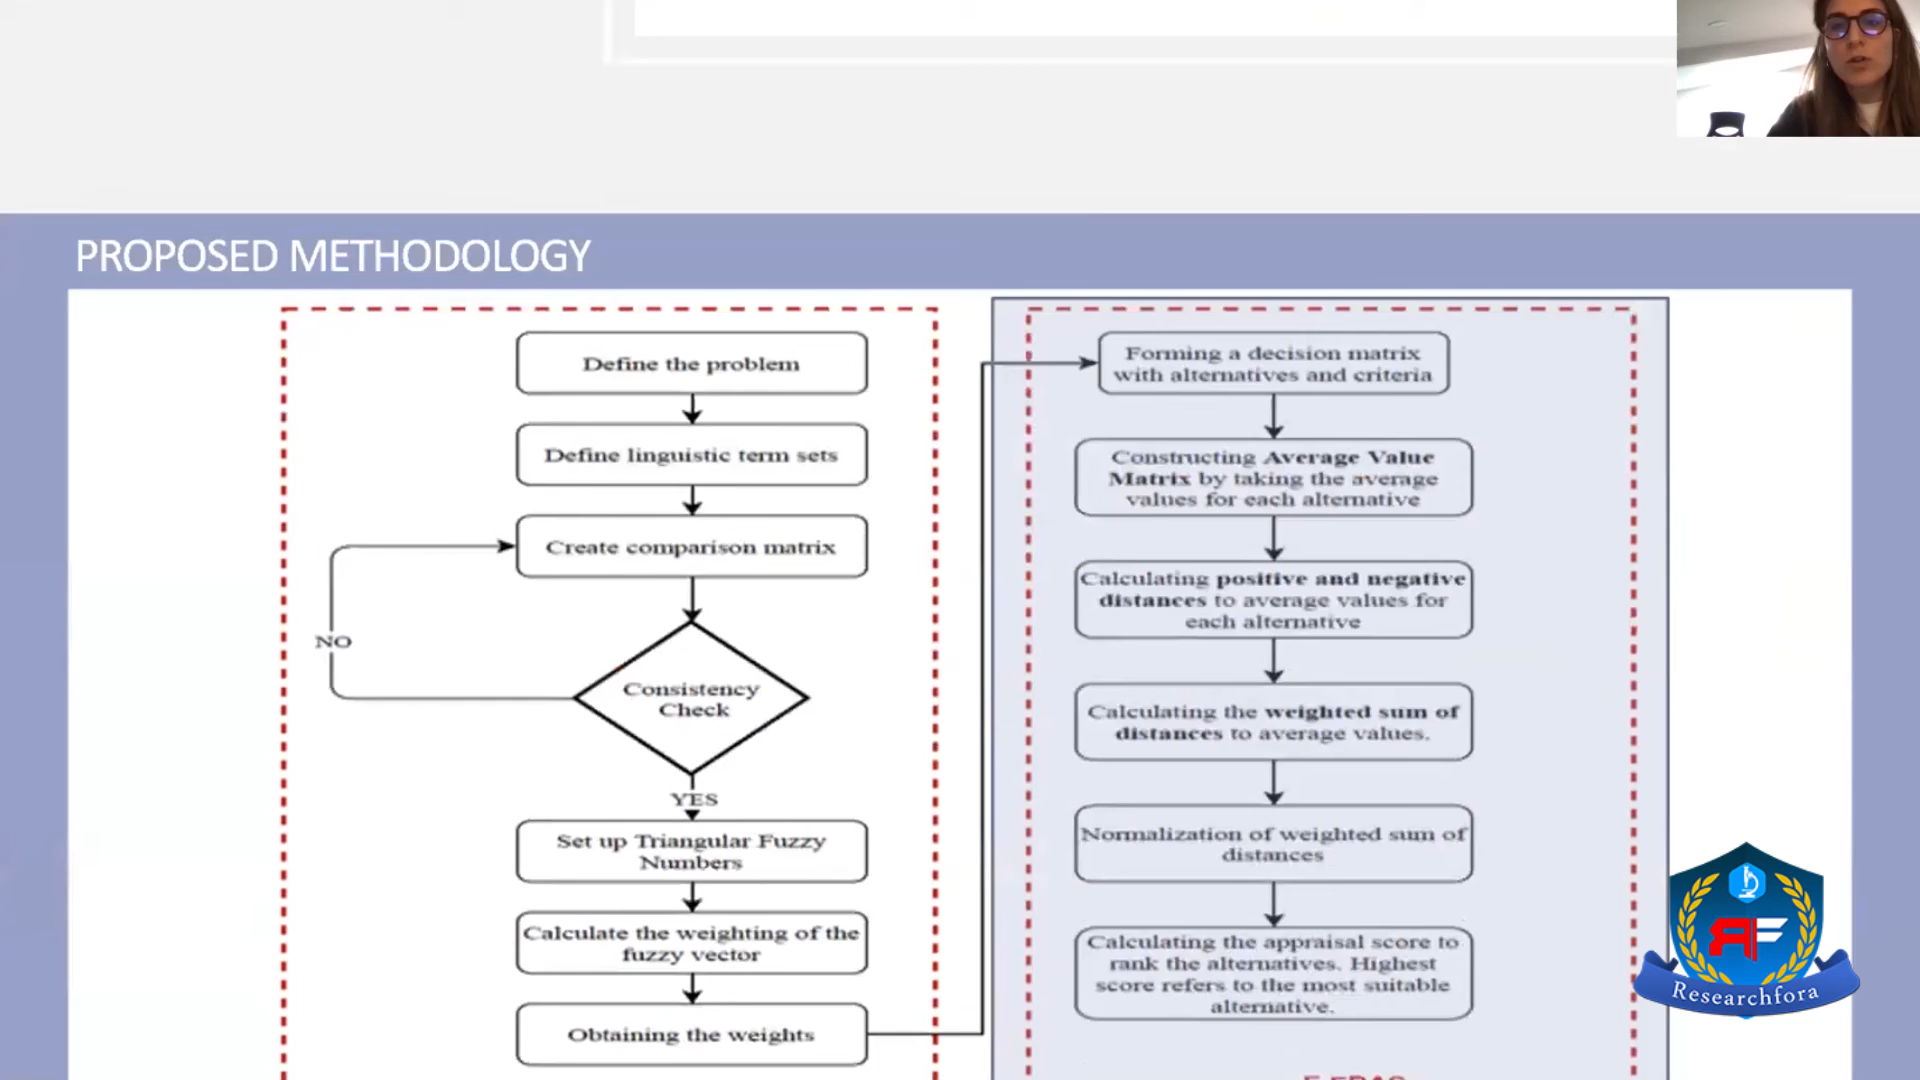 PROPOSED METHODOLOGY
Define the problem
Define linguistic term sets
Create comparison matrix
NO
Consistency
Check
YES
Set up Triangular Fuzzy
Numbers
Calculate the weighting of the
fuzzy vector
Obtaining the weights
Forming a decision matrix
with alternatives and criteria
Constructing Average Value
Matrix by taking the average
values for each alternative
Calculating positive and negative
distances to average values for
each alternative
Calculating the weighted sum of
distances to average values.
Normalization of weighted sum of
distances
Calculating the appraisal score to
rank the alternatives. Highest
score refers to the most suitable
alternative.
RF
Researchfora